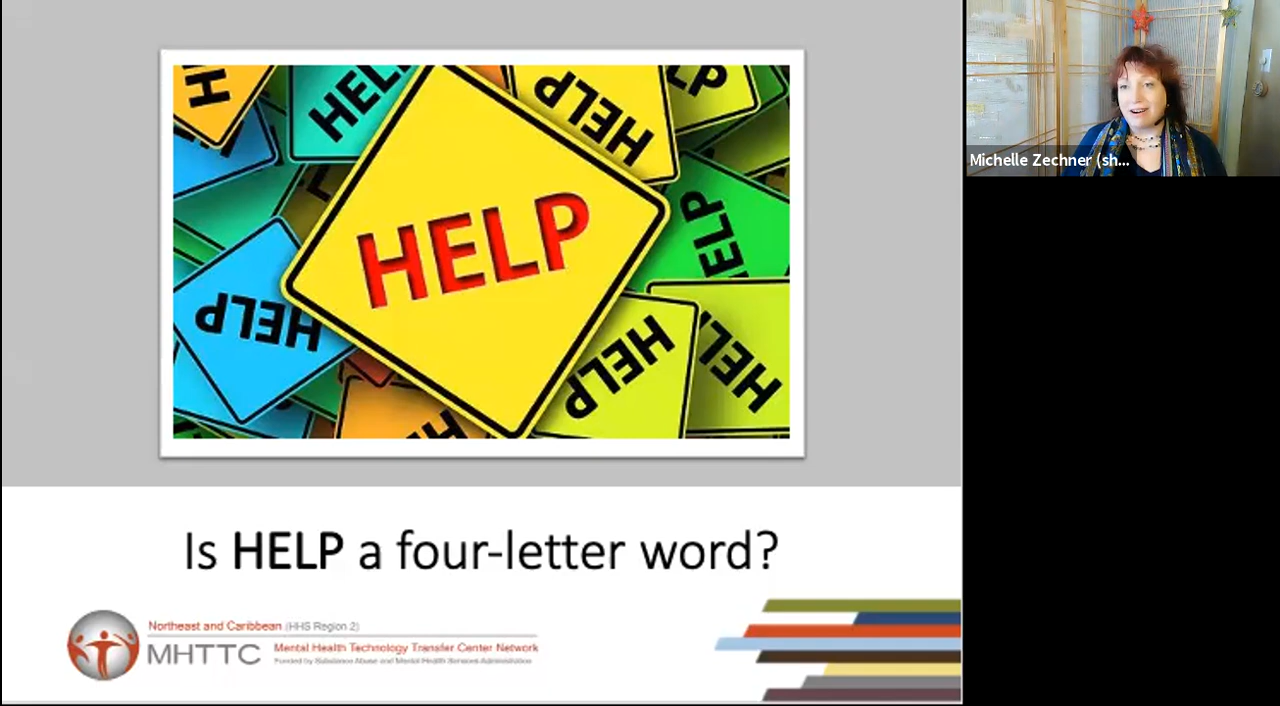 H
HELP
HELP
LP
HELP
HELP
HELP
HELP
HELP
HELP
HE
Is HELP a four-letter word?
Northeast and Caribbean (HHS Region 2)
MHTTC
Mental Health Technology Transfer Center Network
Funded by Substance Abuse and Mental Health Services Administration
Michelle Zechner (sh...